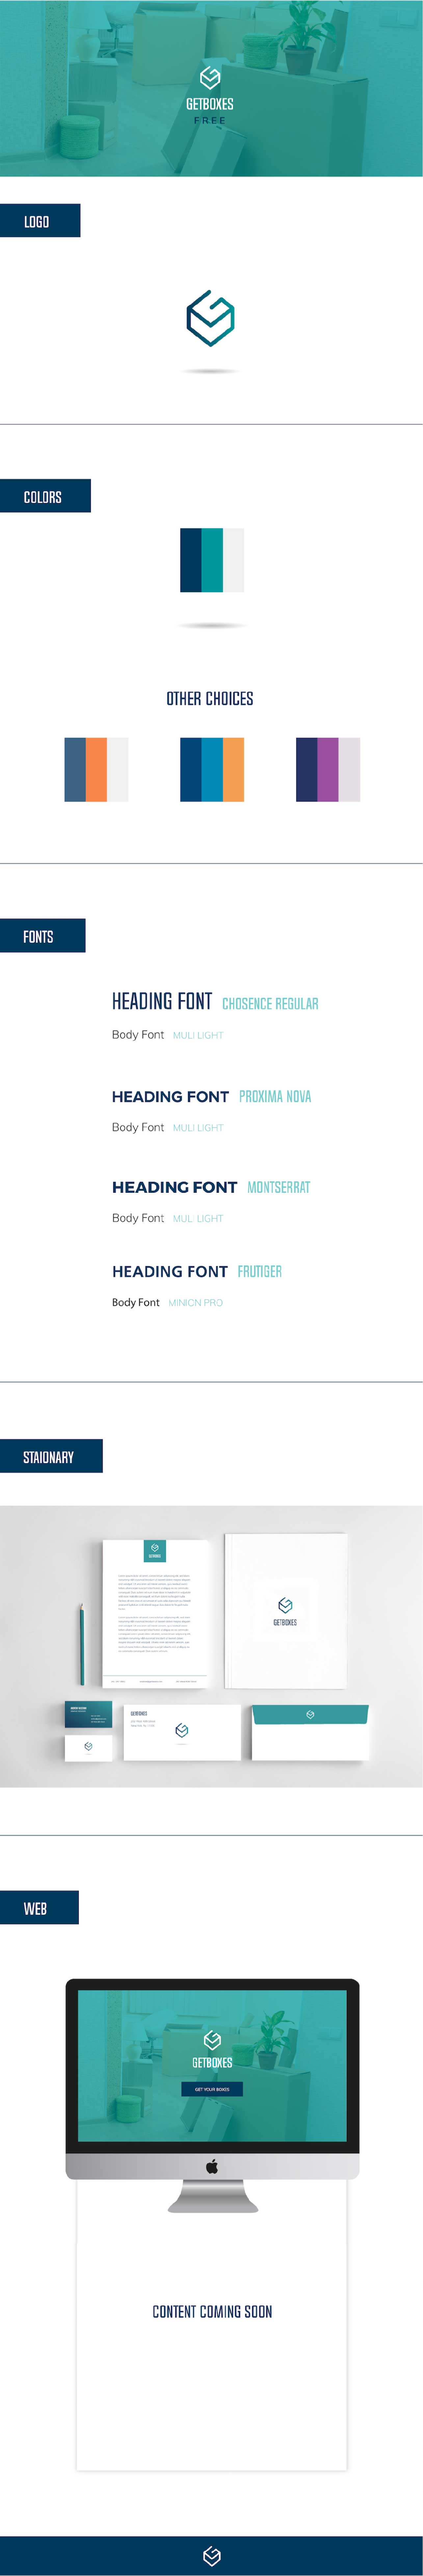 GETBOXES
FREE
LOGO
COLORS
OTHER CHOICES
FONTS
HEADING FONT CHOSENCE REGULAR
Body Font MULI LIGHT
HEADING FONT PROXIMA NOVA
Body Font MULI LIGHT
HEADING FONT MONTSERRAT
Body Font MULI LIGHT
HEADING FONT FRUTIGER
Body Font MINION PRO
STAIONARY
GETBOXES
GETBOXES
GETBOXES
WEB
GETBOXES
GET YOUR BOXES
CONTENT COMING SOON